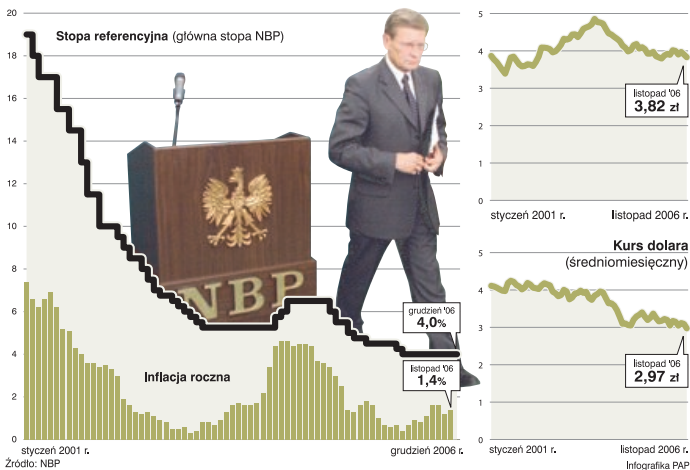 20
18
16
14
12
10
8
6
4
2
0
Stopa referencyjna (główna stopa NBP)
NBP
grudzień '06
4,0%
listopad '06
1,4%
Inflacja roczna
styczeń 2001 r.
grudzień 2006 r.
Źródło: NBP
5
4
3
2
1
0
listopad '06
3,82 zł
styczeń 2001 r.
listopad 2006 r.
Kurs dolara
(średniomiesięczny)
5
4
3
2
1
0
listopad '06
2,97 zł
styczeń 2001 r.
listopad 2006 r.
Infografika PAP